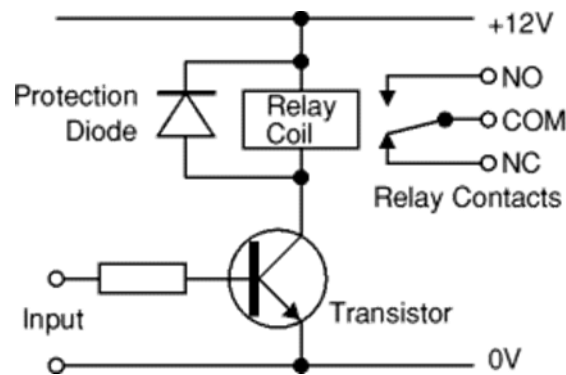 +12V
Protection
Diode
Relay
Coil
NO
COM
NC
Relay Contacts
Input
Transistor
0V